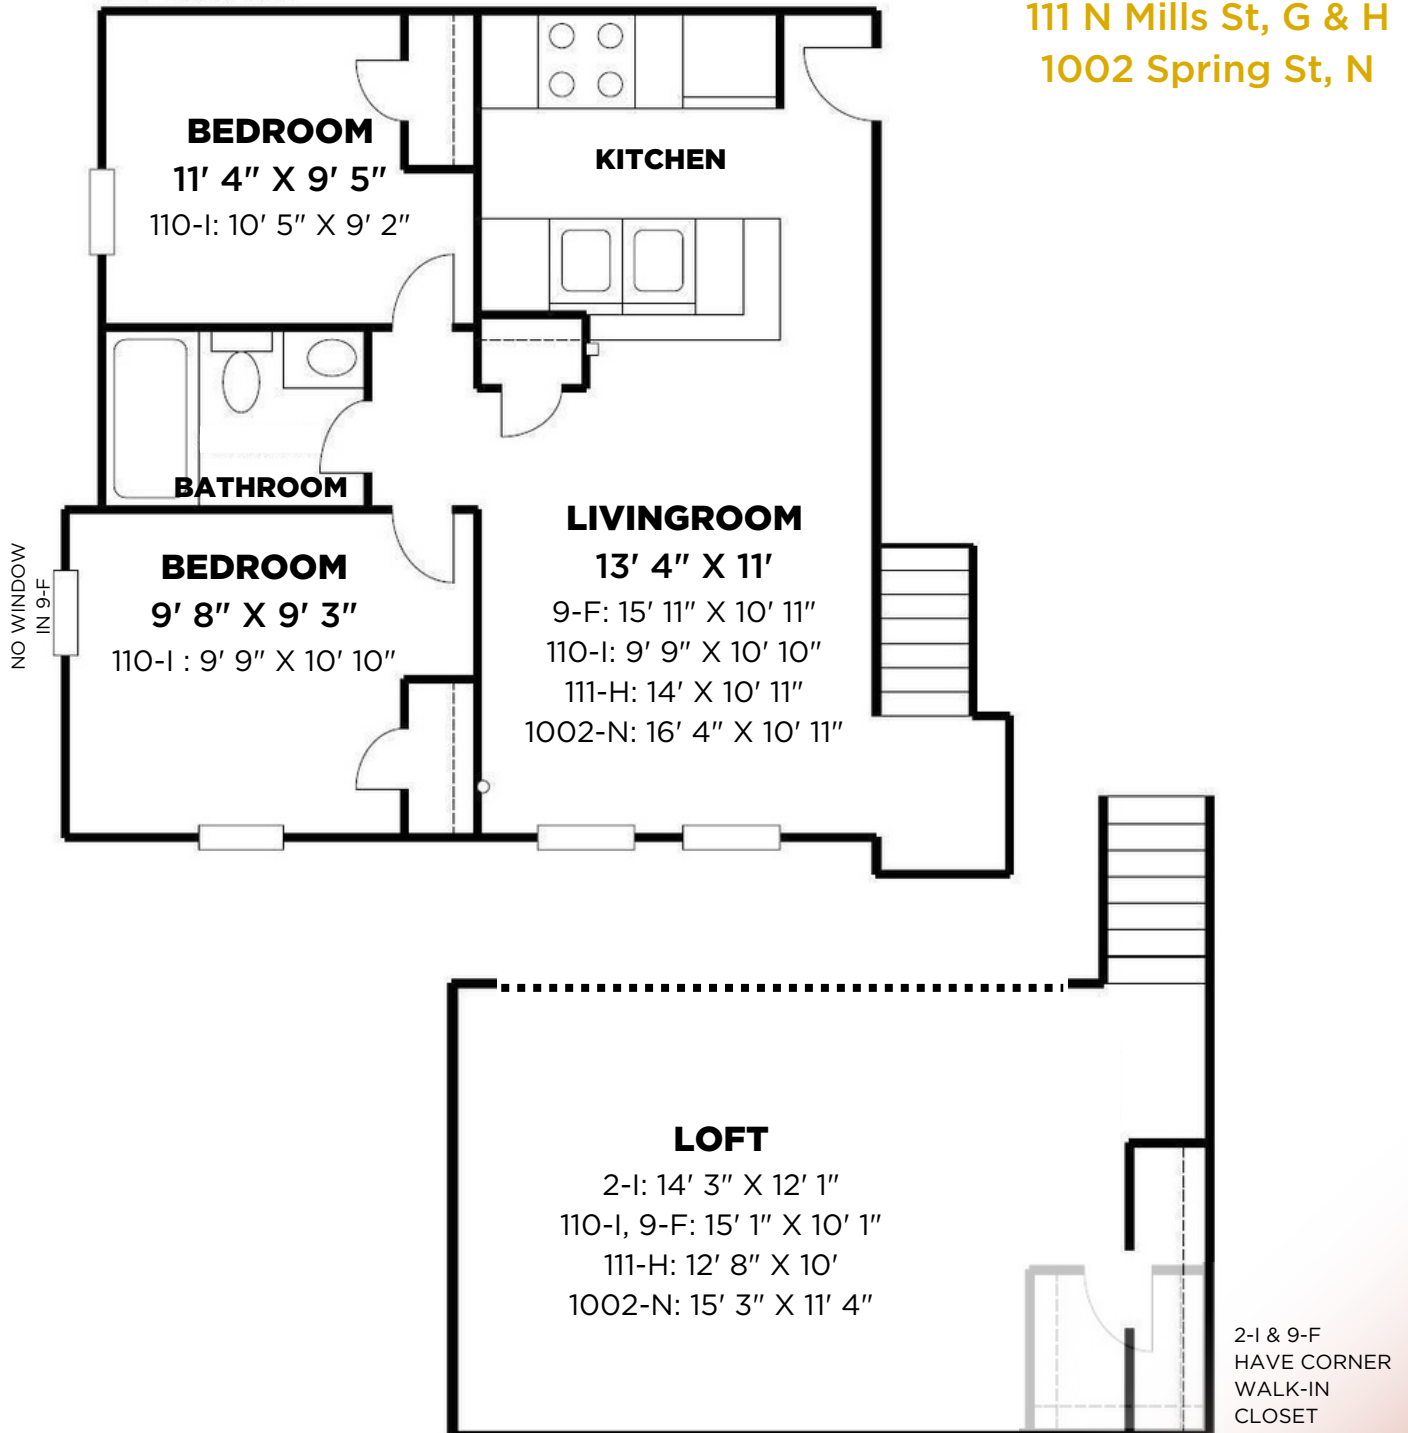 111 N Mills St, G & H
1002 Spring St, N
BEDROOM
11' 4" X 9' 5"
110-I: 10' 5" X 9' 2"
KITCHEN
BATHROOM
NO WINDOW
IN 9-F
BEDROOM
9' 8" X 9' 3"
110-I : 9' 9" X 10' 10"
LIVINGROOM
13' 4" X 11'
9-F: 15' 11" X 10' 11"
110-I: 9' 9" X 10' 10"
111-H: 14' X 10' 11"
1002-N: 16' 4" X 10' 11"
LOFT
2-I: 14' 3" X 12' 1"
110-I, 9-F: 15' 1" X 10' 1"
111-H: 12' 8" X 10'
1002-N: 15' 3" X 11' 4"
2-I & 9-F
HAVE CORNER
WALK-IN
CLOSET